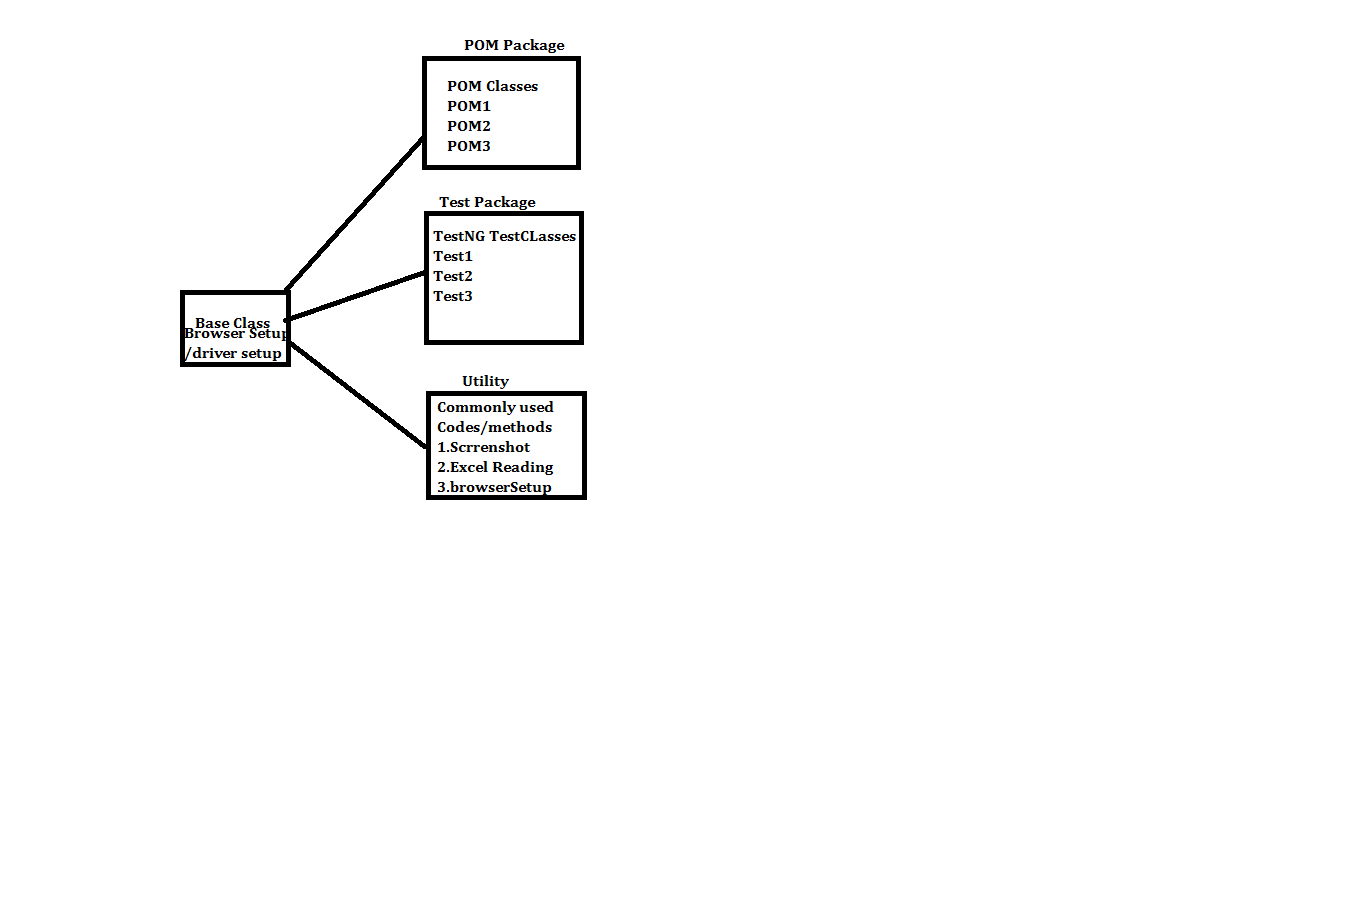 POM Package
POM Classes
POM1
POM2
POM3
Test Package
TestNG TestCLasses
Test1
Test2
Test3
Base Class
Browser Setup
/driver setup
Utility
Commonly used
Codes/methods
1.Scrrenshot
2.Excel Reading
3.browserSetup